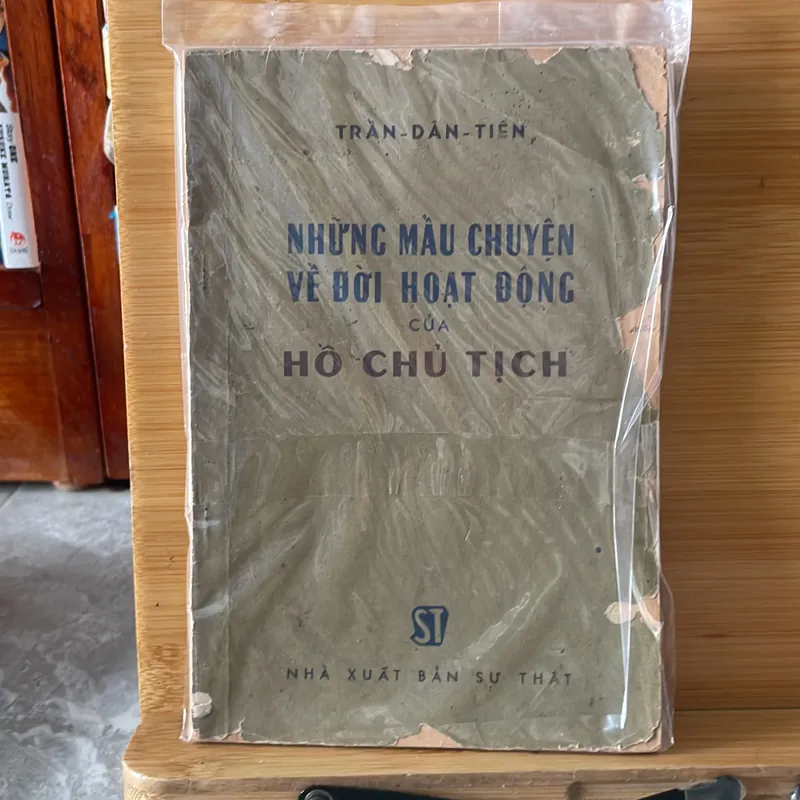 TRẦN-DÂN-TIÊN
NHỮNG MẨU CHUYỆN
VỀ ĐỜI HOẠT ĐỘNG
CỦA
HỒ CHỦ TỊCH
ST
NHÀ XUẤT BẢN SỰ THẬT